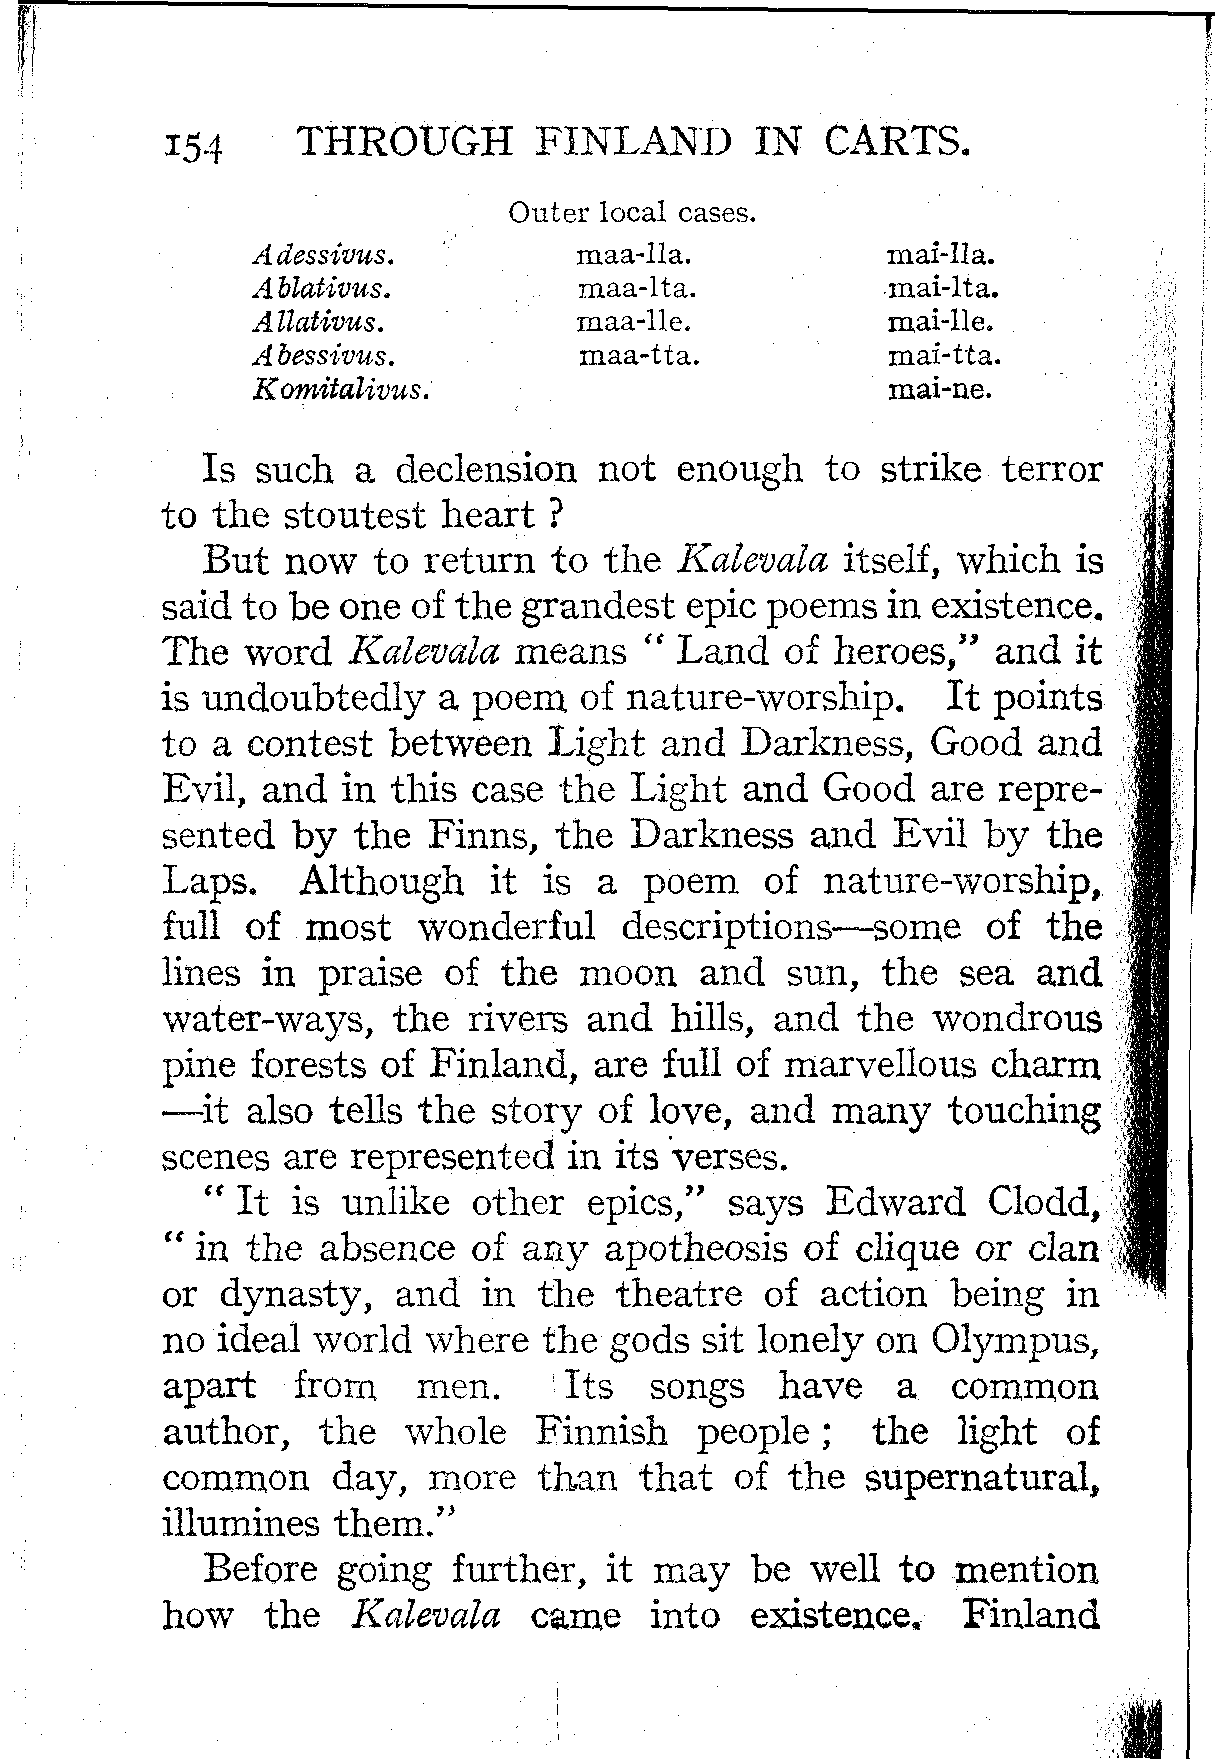 154 THROUGH FINLAND IN CARTS.
Outer local cases.
Adessivus. maa-lla. mai-lla.
Ablativus. maa-lta. mai-lta.
Allativus. maa-lle. mai-lle.
Abessivus. maa-tta. mai-tta.
Komitalivus. mai-ne.
Is such a declension not enough to strike terror
to the stoutest heart ?
But now to return to the Kalevala itself, which is
said to be one of the grandest epic poems in existence.
The word Kalevala means “ Land of heroes,” and it
is undoubtedly a poem of nature-worship. It points
to a contest between Light and Darkness, Good and
Evil, and in this case the Light and Good are repre-
sented by the Finns, the Darkness and Evil by the
Laps. Although it is a poem of nature-worship,
full of most wonderful descriptions—some of the
lines in praise of the moon and sun, the sea and
water-ways, the rivers and hills, and the wondrous
pine forests of Finland, are full of marvellous charm
—it also tells the story of love, and many touching
scenes are represented in its verses.
“ It is unlike other epics,” says Edward Clodd,
“ in the absence of any apotheosis of clique or clan
or dynasty, and in the theatre of action being in
no ideal world where the gods sit lonely on Olympus,
apart from men. Its songs have a common
author, the whole Finnish people ; the light of
common day, more than that of the supernatural,
illumines them.”
Before going further, it may be well to mention
how the Kalevala came into existence. Finland